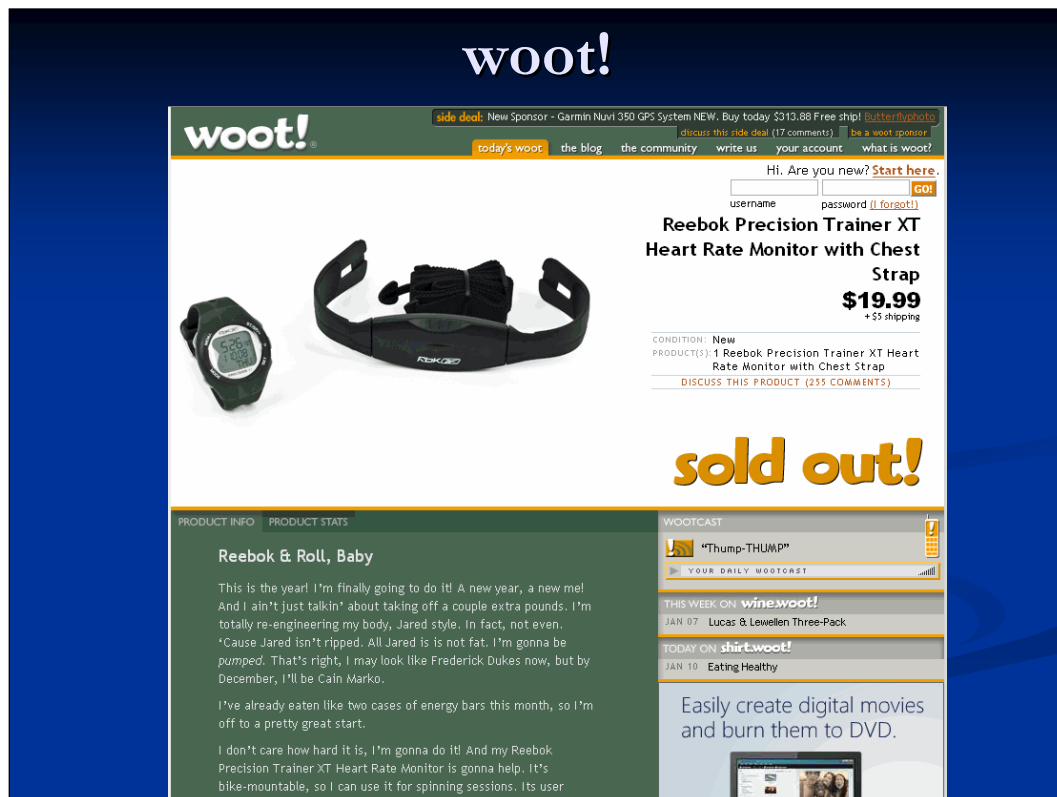 woot!
woot!®
side deal: New Sponsor - Garmin Nuvi 350 GPS System NEW. Buy today $313.88 Free ship! Butterflyphoto
discuss this side deal (17 comments) be a woot sponsor
today's woot the blog the community write us your account what is woot?
Hi. Are you new? Start here.
GO!
username password (I forgot!)
Reebok Precision Trainer XT
Heart Rate Monitor with Chest
Strap
$19.99
+ $5 shipping
CONDITION: New
PRODUCT(S): 1 Reebok Precision Trainer XT Heart
Rate Monitor with Chest Strap
DISCUSS THIS PRODUCT (255 COMMENTS)
sold out!
PRODUCT INFO PRODUCT STATS
Reebok & Roll, Baby
This is the year! I'm finally going to do it! A new year, a new me!
And I ain't just talkin' about taking off a couple extra pounds. I'm
totally re-engineering my body, Jared style. In fact, not even.
'Cause Jared isn't ripped. All Jared is is not fat. I'm gonna be
pumped. That's right, I may look like Frederick Dukes now, but by
December, I'll be Cain Marko.
I've already eaten like two cases of energy bars this month, so I'm
off to a pretty great start.
I don't care how hard it is, I'm gonna do it! And my Reebok
Precision Trainer XT Heart Rate Monitor is gonna help. It's
bike-mountable, so I can use it for spinning sessions. Its user
WOOTCAST
"Thump-THUMP"
YOUR DAILY WOOTCAST
THIS WEEK ON wine.woot!
JAN 07 Lucas & Lewellen Three-Pack
TODAY ON shirt.woot!
JAN 10 Eating Healthy
Easily create digital movies
and burn them to DVD.